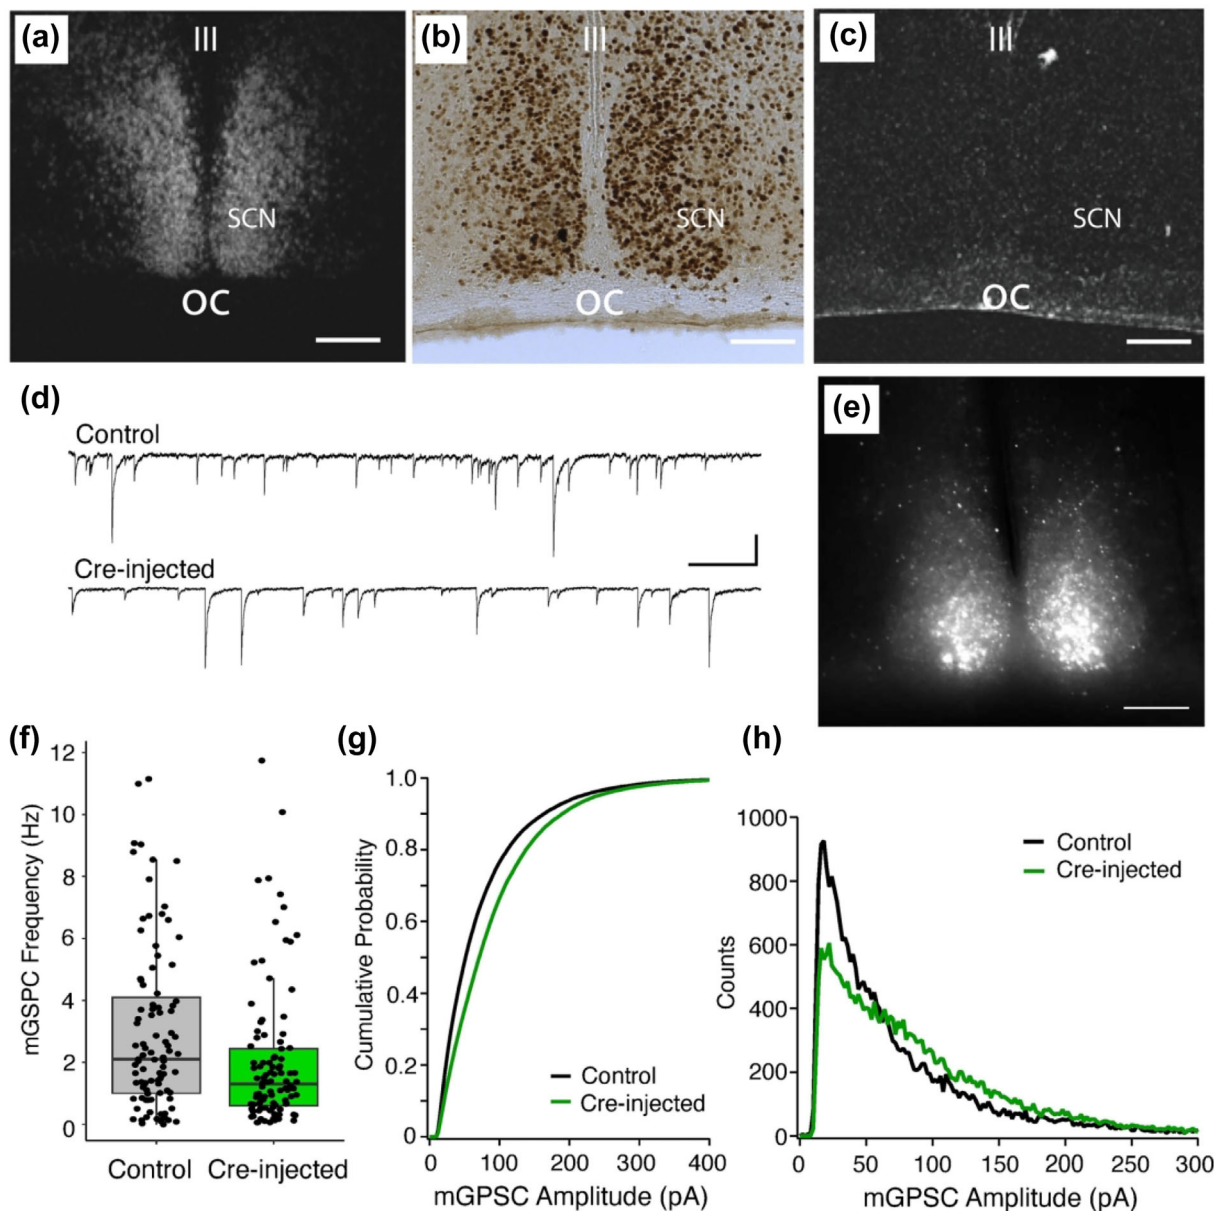 (a)
III
SCN
OC
(b)
III
SCN
OC
(c)
III
SCN
OC
(d)
Control
Cre-injected
(e)
(f)
mGSPC Frequency (Hz)
12
10
8
6
4
2
0
Control Cre-injected
(g)
Cumulative Probability
1.0
0.8
0.6
0.4
0.2
0
Control
Cre-injected
0 100 200 300 400
mGPSC Amplitude (pA)
(h)
Counts
1000
800
600
400
200
0
Control
Cre-injected
0 50 100 150 200 250 300
mGPSC Amplitude (pA)